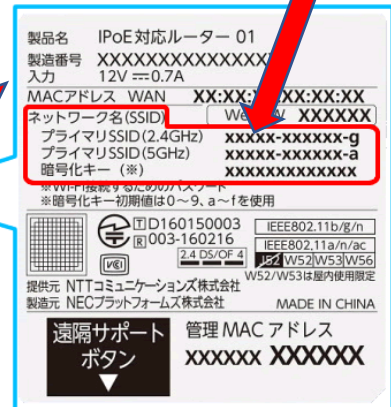 製品名 IPoE対応ルーター 01
製造番号 XXXXXXXXXXXXXXX
入力 12V ⎓0.7A
MACアドレス WAN XX:XX: XX:XX:XX
ネットワーク名(SSID) We XXXXXX
プライマリSSID(2.4GHz) xxxxx-xxxxxx-g
プライマリSSID(5GHz) xxxxx-xxxxxx-a
暗号化キー (※) xxxxxxxxxxxxx
※Wi-Fi接続するためのパスワード
※暗号化キー初期値は0~9、a~fを使用
T D160150003
R 003-160216
IEEE802.11b/g/n
IEEE802.11a/n/ac
2.4 DS/OF 4
J52 W52 W53 W56
VCI
W52/W53は屋内使用限定
提供元 NTTコミュニケーションズ株式会社
製造元 NECプラットフォームズ株式会社 MADE IN CHINA
遠隔サポート
ボタン
▼
管理 MAC アドレス
XXXXXX XXXXXX